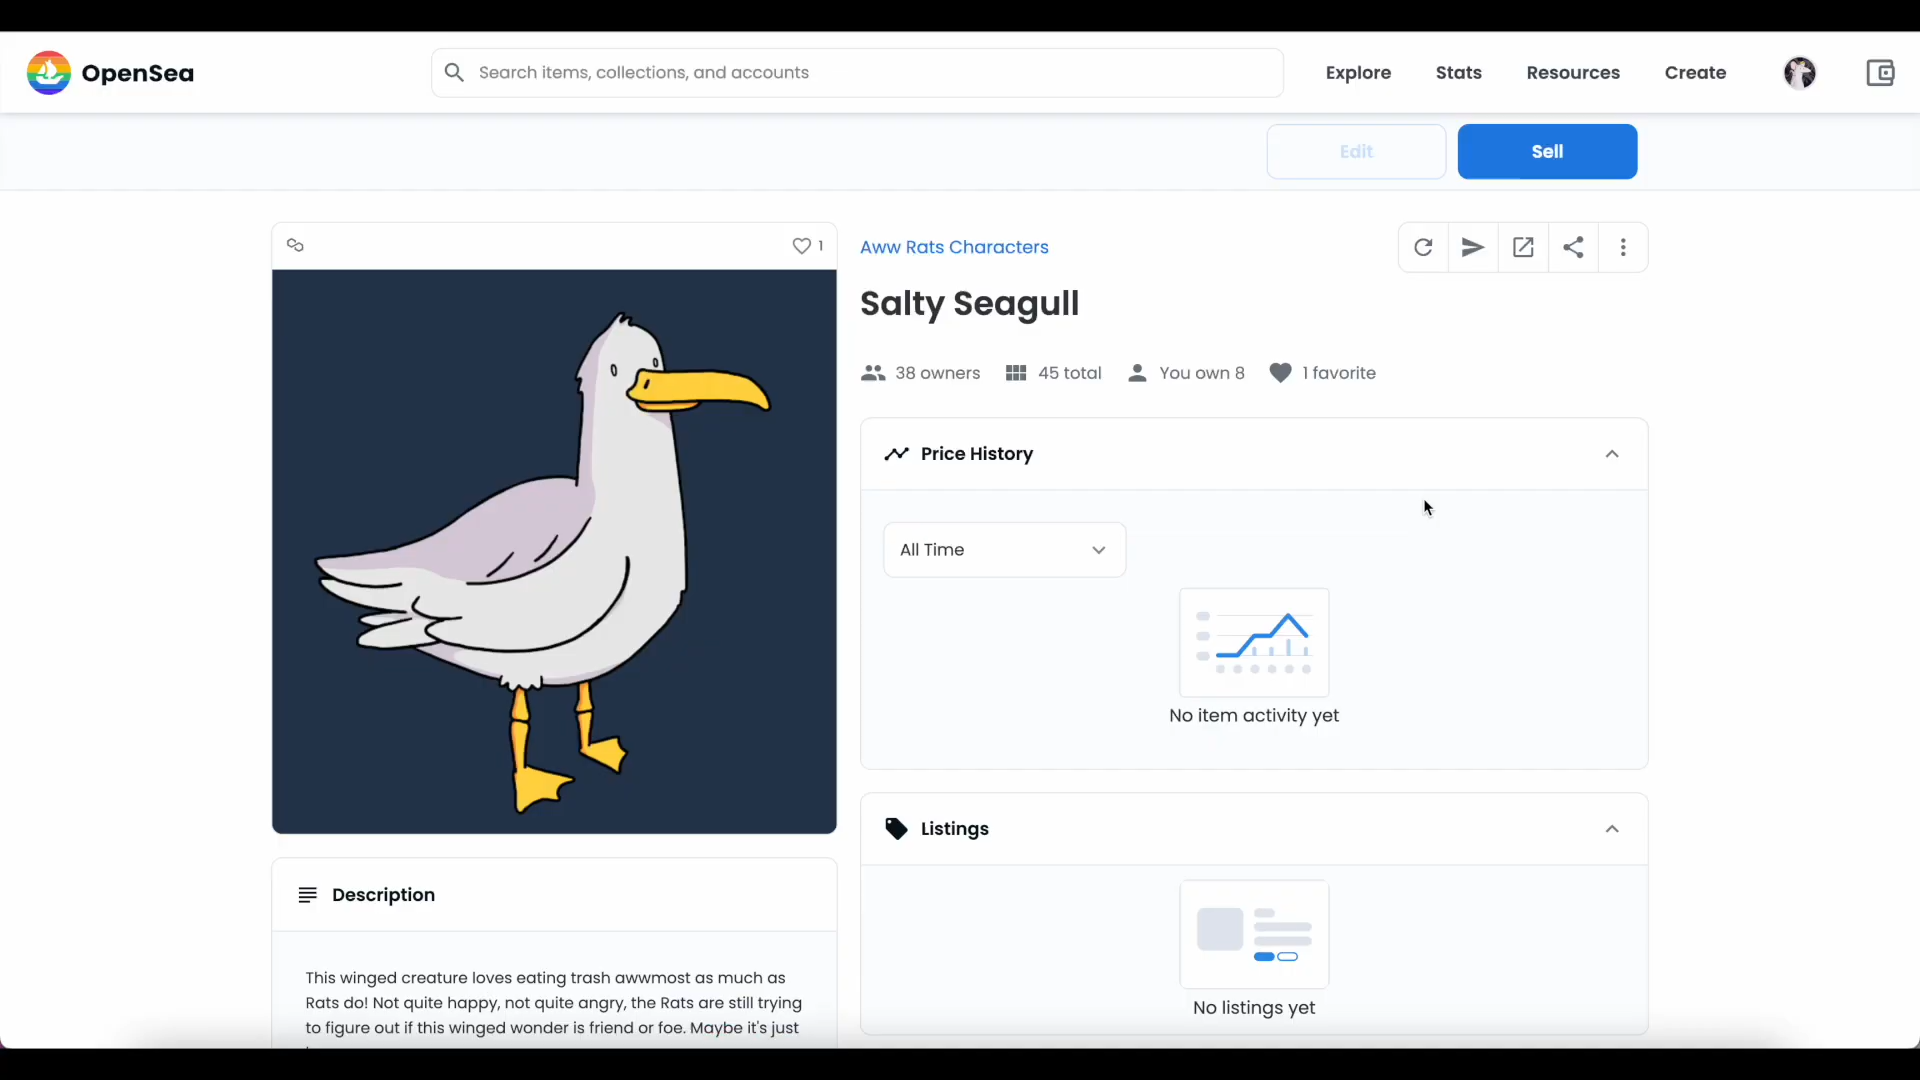 OpenSea
Search items, collections, and accounts
Explore
Stats
Resources
Create
Edit
Sell
1
Aww Rats Characters
Salty Seagull
38 owners
45 total
You own 8
1 favorite
Price History
All Time
No item activity yet
Listings
No listings yet
Description
This winged creature loves eating trash awwmost as much as
Rats do! Not quite happy, not quite angry, the Rats are still trying
to figure out if this winged wonder is friend or foe. Maybe it's just